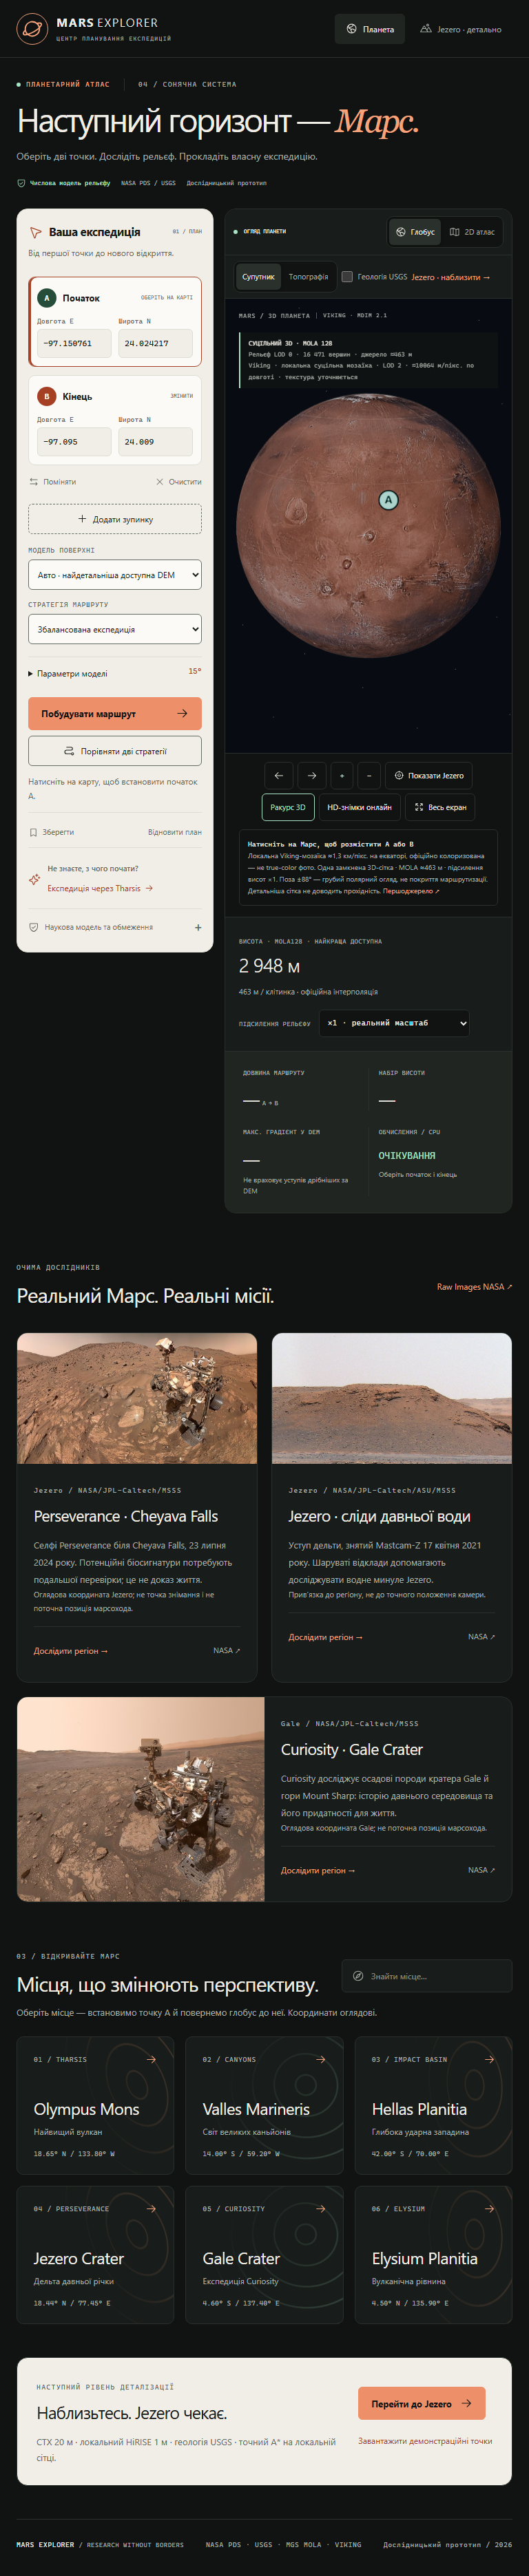 MARS EXPLORER
ЦЕНТР ПЛАНУВАННЯ ЕКСПЕДИЦІЙ
Планета
Jezero · детально
ПЛАНЕТАРНИЙ АТЛАС
04 / СОНЯЧНА СИСТЕМА
Наступний горизонт — Марс.
Оберіть дві точки. Дослідіть рельєф. Прокладіть власну експедицію.
Числова модель рельєфу NASA PDS / USGS Дослідницький прототип
Ваша експедиція
01 / ПЛАН
Від першої точки до нового відкриття.
A Початок ОБЕРІТЬ НА КАРТІ
Довгота E Широта N
−97.150761 24.024217
B Кінець ЗМІНИТИ
Довгота E Широта N
−97.095 24.009
Поміняти Очистити
+ Додати зупинку
МОДЕЛЬ ПОВЕРХНІ
Авто · найдетальніша доступна DEM
СТРАТЕГІЯ МАРШРУТУ
Збалансована експедиція
Параметри моделі 15°
Побудувати маршрут →
Порівняти дві стратегії
Натисніть на карту, щоб встановити початок
A.
Зберегти Відновити план
Не знаєте, з чого почати?
Експедиція через Tharsis →
Наукова модель та обмеження +
ОГЛЯД ПЛАНЕТИ
Глобус 2D атлас
Супутник Топографія Геологія USGS Jezero · наблизити →
MARS / 3D ПЛАНЕТА | VIKING · MDIM 2.1
СУЦІЛЬНИЙ 3D · MOLA 128
Рельєф LOD 0 · 16 471 вершин · джерело ≈463 м
Viking · локальна суцільна мозаїка · LOD 2 · ≈10064 м/пікс. по
довготі · текстура уточнюється
A
← → + − Показати Jezero
Ракурс 3D HD-знімки онлайн Весь екран
Натисніть на Марс, щоб розмістити A або B
Локальна Viking-мозаїка ≈1,3 км/пікс. на екваторі, офіційно колоризована
— не true-color фото. Одна замкнена 3D-сітка · MOLA ≈463 м · підсилення
висот ×1. Поза ±88° — грубий полярний огляд, не покриття маршрутизації.
Детальніша сітка не доводить прохідність. Першоджерело ↗
ВИСОТА · MOLA128 · НАЙКРАЩА ДОСТУПНА
2 948 м
463 м / клітинка · офіційна інтерполяція
ПІДСИЛЕННЯ РЕЛЬЄФУ ×1 · реальний масштаб
ДОВЖИНА МАРШРУТУ
— A → B
НАБІР ВИСОТИ
—
МАКС. ГРАДІЄНТ У DEM
—
Не враховує уступів дрібніших за
DEM
ОБЧИСЛЕННЯ / CPU
ОЧІКУВАННЯ
Оберіть початок і кінець
ОЧИМА ДОСЛІДНИКІВ
Реальний Марс. Реальні місії.
Raw Images NASA ↗
Jezero / NASA/JPL-Caltech/MSSS
Perseverance · Cheyava Falls
Селфі Perseverance біля Cheyava Falls, 23 липня
2024 року. Потенційні біосигнатури потребують
подальшої перевірки; це не доказ життя.
Оглядова координата Jezero; не точка знімання і не
поточна позиція марсохода.
Дослідити регіон → NASA ↗
Jezero / NASA/JPL-Caltech/ASU/MSSS
Jezero · сліди давньої води
Уступ дельти, знятий Mastcam-Z 17 квітня 2021
року. Шаруваті відклади допомагають
досліджувати водне минуле Jezero.
Прив'язка до регіону, не до точного положення камери.
Дослідити регіон → NASA ↗
Gale / NASA/JPL-Caltech/MSSS
Curiosity · Gale Crater
Curiosity досліджує осадові породи кратера Gale й
гори Mount Sharp: історію давнього середовища та
його придатності для життя.
Оглядова координата Gale; не поточна позиція марсохода.
Дослідити регіон → NASA ↗
03 / ВІДКРИВАЙТЕ МАРС
Місця, що змінюють перспективу.
Знайти місце...
Оберіть місце — встановимо точку A й повернемо глобус до неї. Координати оглядові.
01 / THARSIS →
Olympus Mons
Найвищий вулкан
18.65° N / 133.80° W
02 / CANYONS →
Valles Marineris
Світ великих каньйонів
14.00° S / 59.20° W
03 / IMPACT BASIN →
Hellas Planitia
Глибока ударна западина
42.00° S / 70.00° E
04 / PERSEVERANCE →
Jezero Crater
Дельта давньої річки
18.44° N / 77.45° E
05 / CURIOSITY →
Gale Crater
Експедиція Curiosity
4.60° S / 137.40° E
06 / ELYSIUM →
Elysium Planitia
Вулканічна рівнина
4.50° N / 135.90° E
НАСТУПНИЙ РІВЕНЬ ДЕТАЛІЗАЦІЇ
Наблизьтесь. Jezero чекає.
CTX 20 м · локальний HiRISE 1 м · геологія USGS · точний A* на локальній
сітці.
Перейти до Jezero →
Завантажити демонстраційні точки
MARS EXPLORER / RESEARCH WITHOUT BORDERS
NASA PDS · USGS · MGS MOLA · VIKING
Дослідницький прототип / 2026